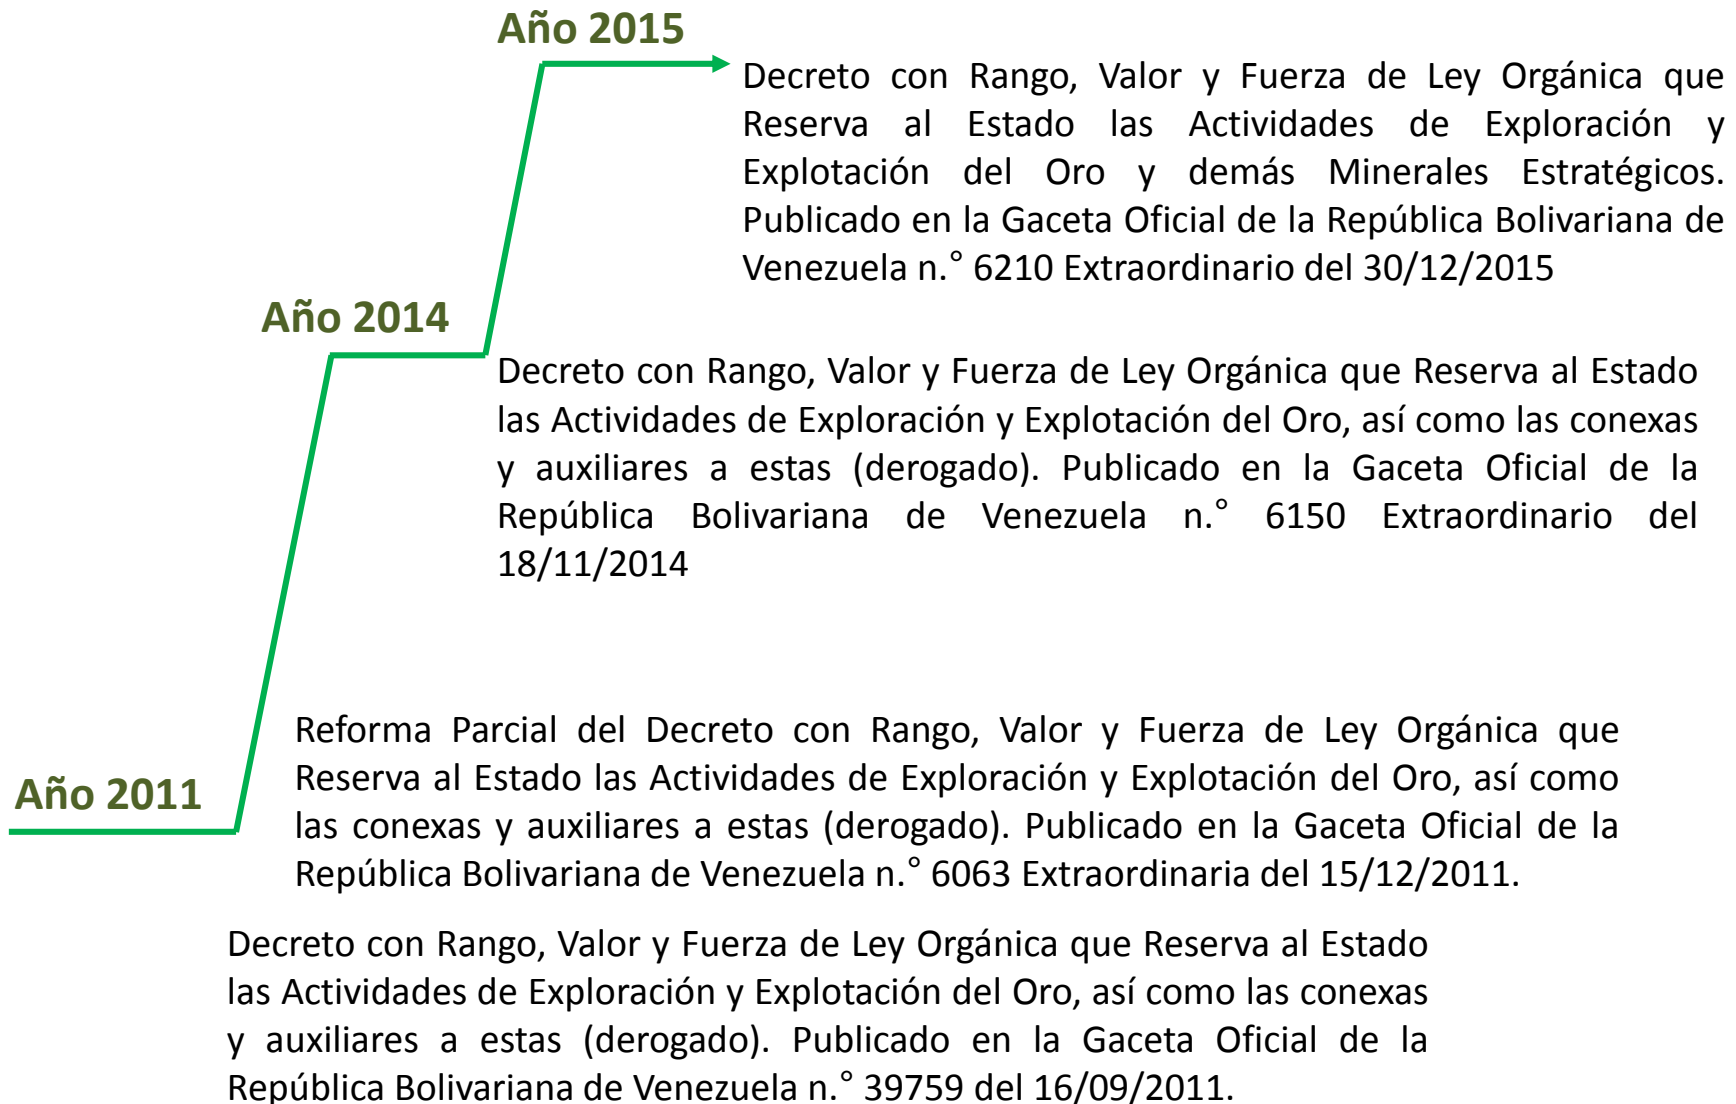 Año 2015
Decreto con Rango, Valor y Fuerza de Ley Orgánica que
Reserva al Estado las Actividades de Exploración y
Explotación del Oro y demás Minerales Estratégicos.
Publicado en la Gaceta Oficial de la República Bolivariana de
Venezuela n.° 6210 Extraordinario del 30/12/2015
Año 2014
Decreto con Rango, Valor y Fuerza de Ley Orgánica que Reserva al Estado
las Actividades de Exploración y Explotación del Oro, así como las conexas
y auxiliares a estas (derogado). Publicado en la Gaceta Oficial de la
República Bolivariana de Venezuela n.° 6150 Extraordinario del
18/11/2014
Año 2011
Reforma Parcial del Decreto con Rango, Valor y Fuerza de Ley Orgánica que
Reserva al Estado las Actividades de Exploración y Explotación del Oro, así como
las conexas y auxiliares a estas (derogado). Publicado en la Gaceta Oficial de la
República Bolivariana de Venezuela n.° 6063 Extraordinaria del 15/12/2011.
Decreto con Rango, Valor y Fuerza de Ley Orgánica que Reserva al Estado
las Actividades de Exploración y Explotación del Oro, así como las conexas
y auxiliares a estas (derogado). Publicado en la Gaceta Oficial de la
República Bolivariana de Venezuela n.° 39759 del 16/09/2011.